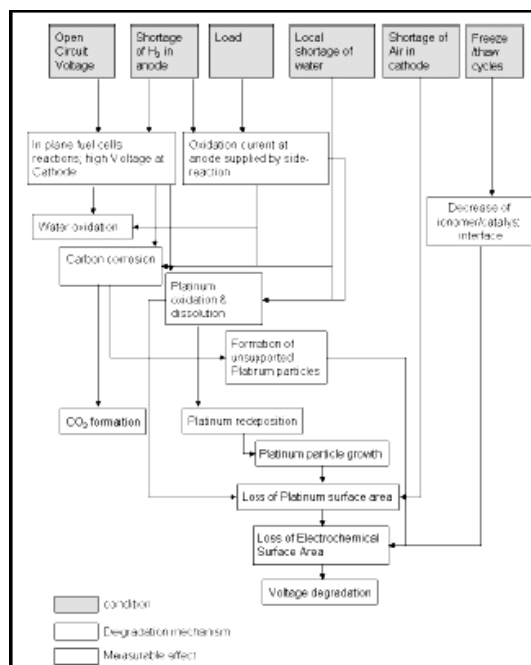 Open
Circuit
Voltage
Shortage
of H₂ in
anode
Load
Local
shortage of
water
Shortage of
Air in
cathode
Freeze
/thaw
cycles
In plane fuel cells
reactions; high Voltage at
Cathode
Oxidation current at
anode supplied by side-
reaction
Decrease of
ionomer/catalyst
interface
Water oxidation
Carbon corrosion
Platinum
oxidation &
dissolution
Formation of
unsupported
Platinum particles
CO₂ formation
Platinum redeposition
Platinum particle growth
Loss of Platinum surface area
Loss of Electrochemical
Surface Area
Voltage degradation
condition
Degradation mechanism
Measurable effect